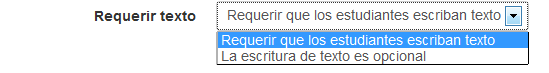 Requerir texto Requerir que los estudiantes escriban texto
Requerir que los estudiantes escriban texto
La escritura de texto es opcional